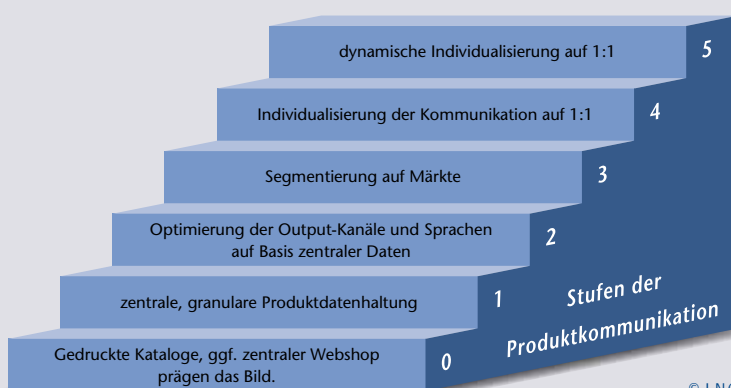 dynamische Individualisierung auf 1:1
5
Individualisierung der Kommunikation auf 1:1
4
Segmentierung auf Märkte
3
Optimierung der Output-Kanäle und Sprachen
auf Basis zentraler Daten
2
zentrale, granulare Produktdatenhaltung
1
Gedruckte Kataloge, ggf. zentraler Webshop
prägen das Bild.
0
Stufen der
Produktkommunikation